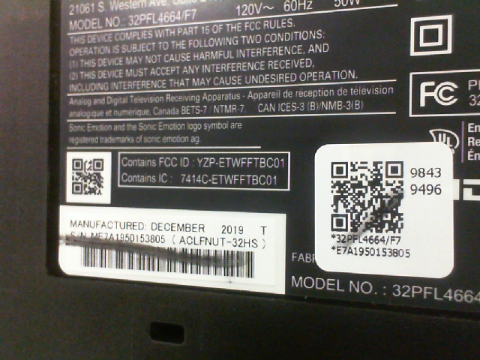 21061 S. Western Ave,
MODEL NO : 32PFL4664/F7 120V~ 60Hz 50W
THIS DEVICE COMPLIES WITH PART 15 OF THE FCC RULES.
OPERATION IS SUBJECT TO THE FOLLOWING TWO CONDITIONS:
(1) THIS DEVICE MAY NOT CAUSE HARMFUL INTERFERENCE, AND
(2) THIS DEVICE MUST ACCEPT ANY INTERFERENCE RECEIVED,
INCLUDING INTERFERENCE THAT MAY CAUSE UNDESIRED OPERATION.
Analog and Digital Television Receiving Apparatus - Appareil de réception de télévision
analogique et numérique, Canada BETS-7 · NTMR-7. CAN ICES-3 (B)/NMB-3(B)
Sonic Emotion and the Sonic Emotion logo symbol are
registered trademarks of sonic emotion ag.
Contains FCC ID : YZP-ETWFFTBC01
Contains IC : 7414C-ETWFFTBC01
MANUFACTURED: DECEMBER 2019 T
S/N ME7A1950153805 ( ACLFNUT-32HS )
FC
UL
9843
9496
*32PFL4664/F7
*E7A1950153805
MODEL NO. : 32PFL4664